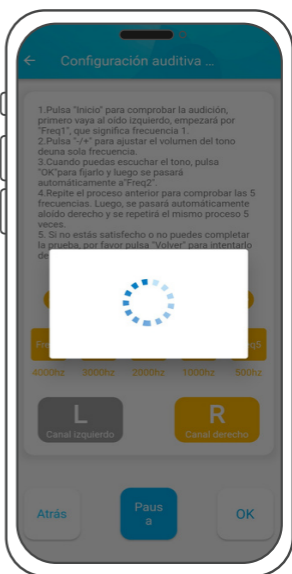 Configuración auditiva ...
1.Pulsa "Inicio" para comprobar la audición,
primero vaya al oído izquierdo, empezará por
"Freq1", que significa frecuencia 1.
2.Pulsa "-/+" para ajustar el volumen del tono
deuna sola frecuencia.
3.Cuando puedas escuchar el tono, pulsa
"OK"para fijarlo y luego se pasará
automáticamente a"Freq2".
4.Repite el proceso anterior para comprobar las 5
frecuencias. Luego, se pasará automáticamente
aloído derecho y se repetirá el mismo proceso 5
veces.
5. Si no estás satisfecho o no puedes completar
la prueba, por favor pulsa "Volver" para intentarlo
4000hz 3000hz 2000hz 1000hz 500hz
L R
Canal izquierdo Canal derecho
Atrás Paus OK
a